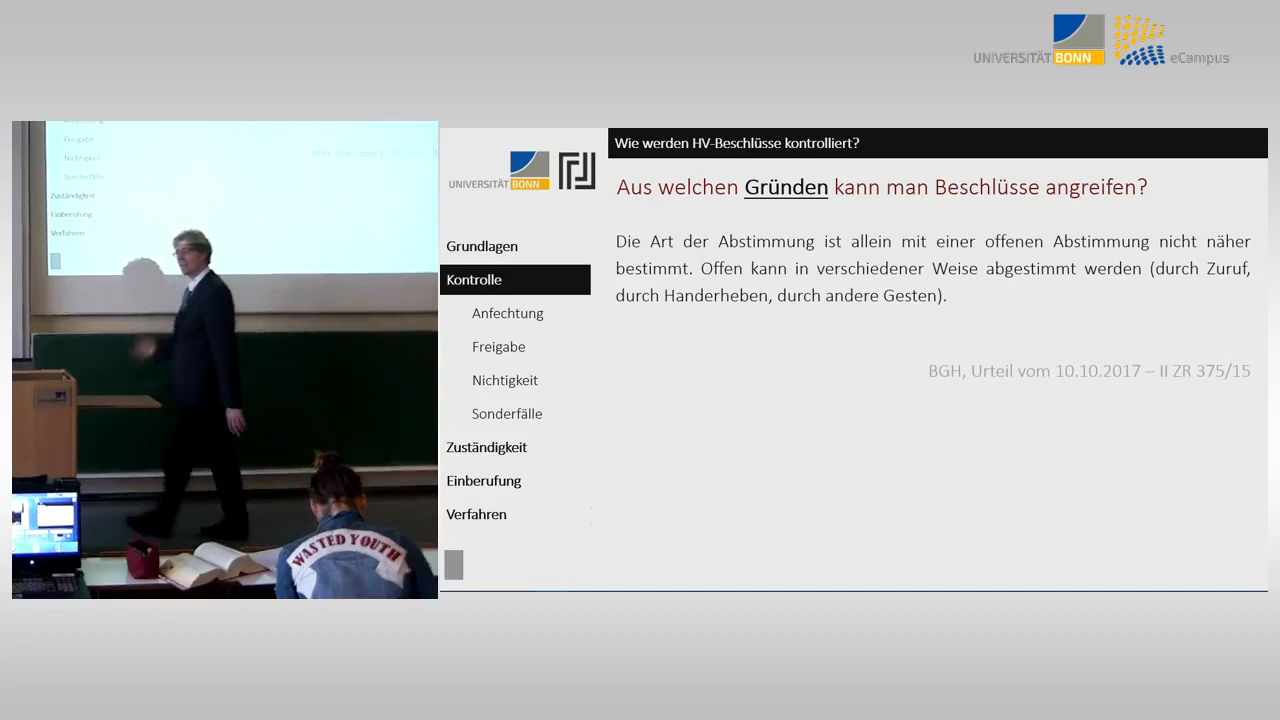 UNIVERSITÄT BONN
eCampus
Freigabe
Nichtigkeit
Sonderfälle
Zuständigkeit
Einberufung
Verfahren
BGH, Urteil vom
WASTED YOUTH
UNIVERSITÄT BONN
Grundlagen
Kontrolle
Anfechtung
Freigabe
Nichtigkeit
Sonderfälle
Zuständigkeit
Einberufung
Verfahren
Wie werden HV-Beschlüsse kontrolliert?
Aus welchen Gründen kann man Beschlüsse angreifen?
Die Art der Abstimmung ist allein mit einer offenen Abstimmung nicht näher
bestimmt. Offen kann in verschiedener Weise abgestimmt werden (durch Zuruf,
durch Handerheben, durch andere Gesten).
BGH, Urteil vom 10.10.2017 – II ZR 375/15